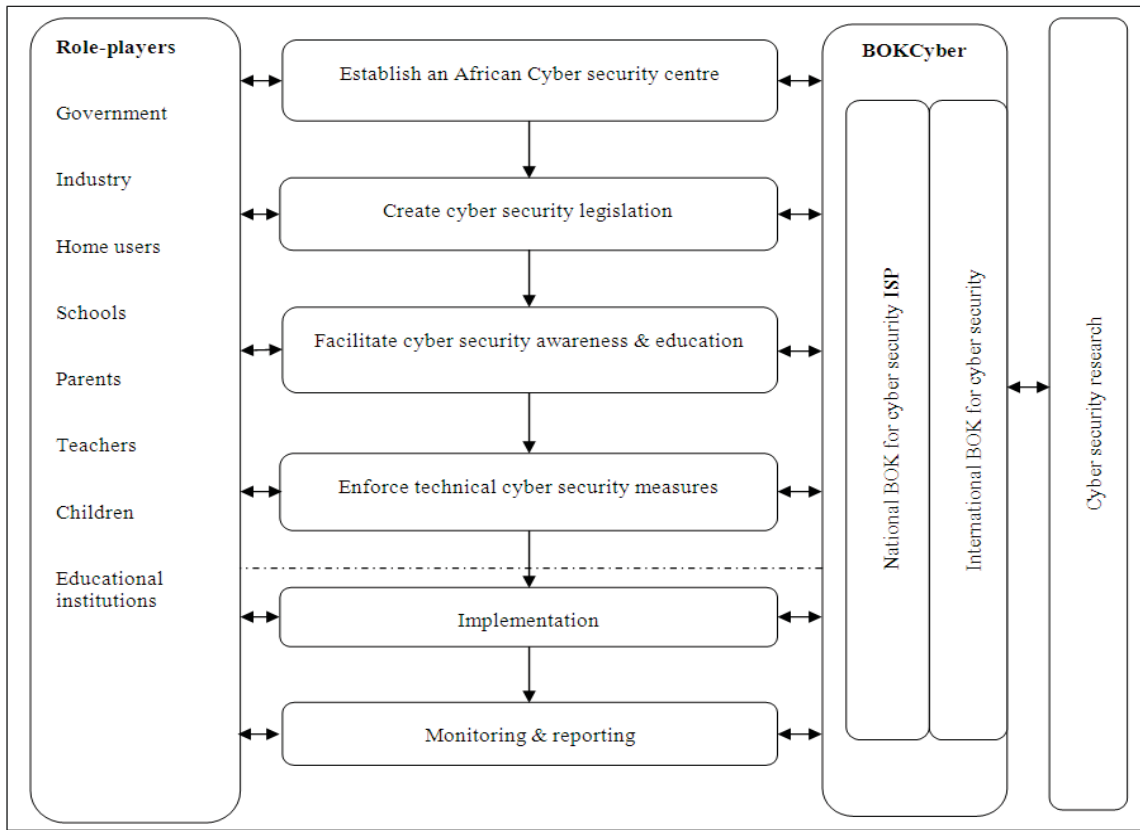 Role-players
Government
Industry
Home users
Schools
Parents
Teachers
Children
Educational
institutions
Establish an African Cyber security centre
Create cyber security legislation
Facilitate cyber security awareness & education
Enforce technical cyber security measures
Implementation
Monitoring & reporting
BOKCyber
National BOK for cyber security ISP
International BOK for cyber security
Cyber security research